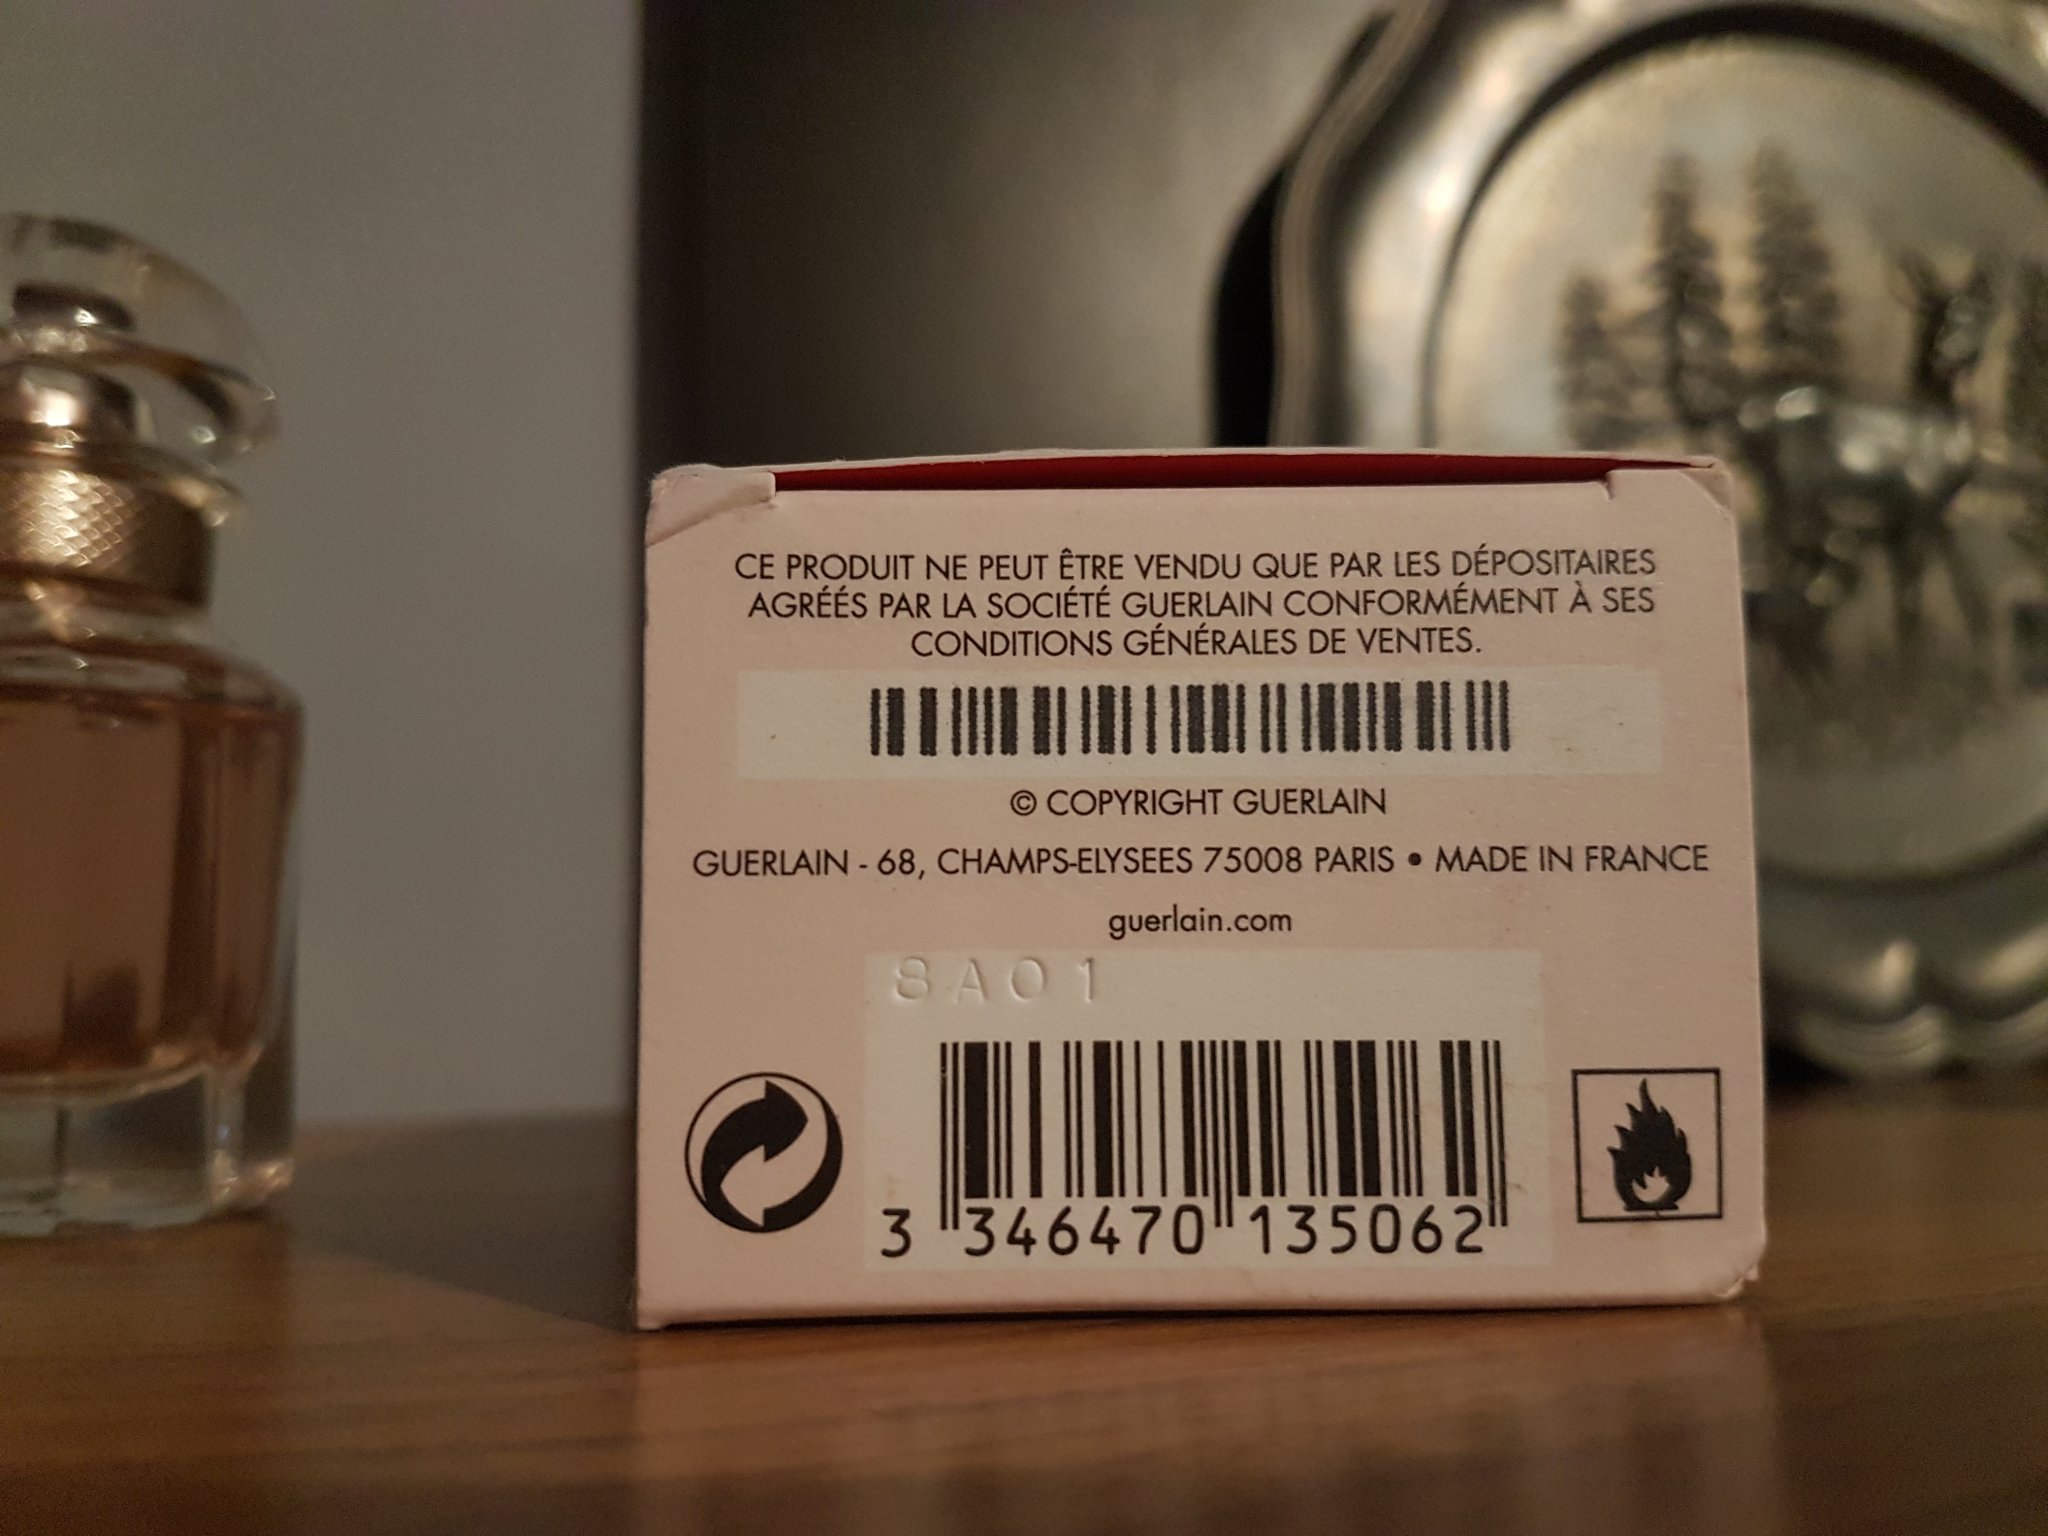 CE PRODUIT NE PEUT ÊTRE VENDU QUE PAR LES DÉPOSITAIRES
AGRÉÉS PAR LA SOCIÉTÉ GUERLAIN CONFORMÉMENT À SES
CONDITIONS GÉNÉRALES DE VENTES.
© COPYRIGHT GUERLAIN
GUERLAIN - 68, CHAMPS-ELYSEES 75008 PARIS • MADE IN FRANCE
guerlain.com
8A01
3 346470 135062